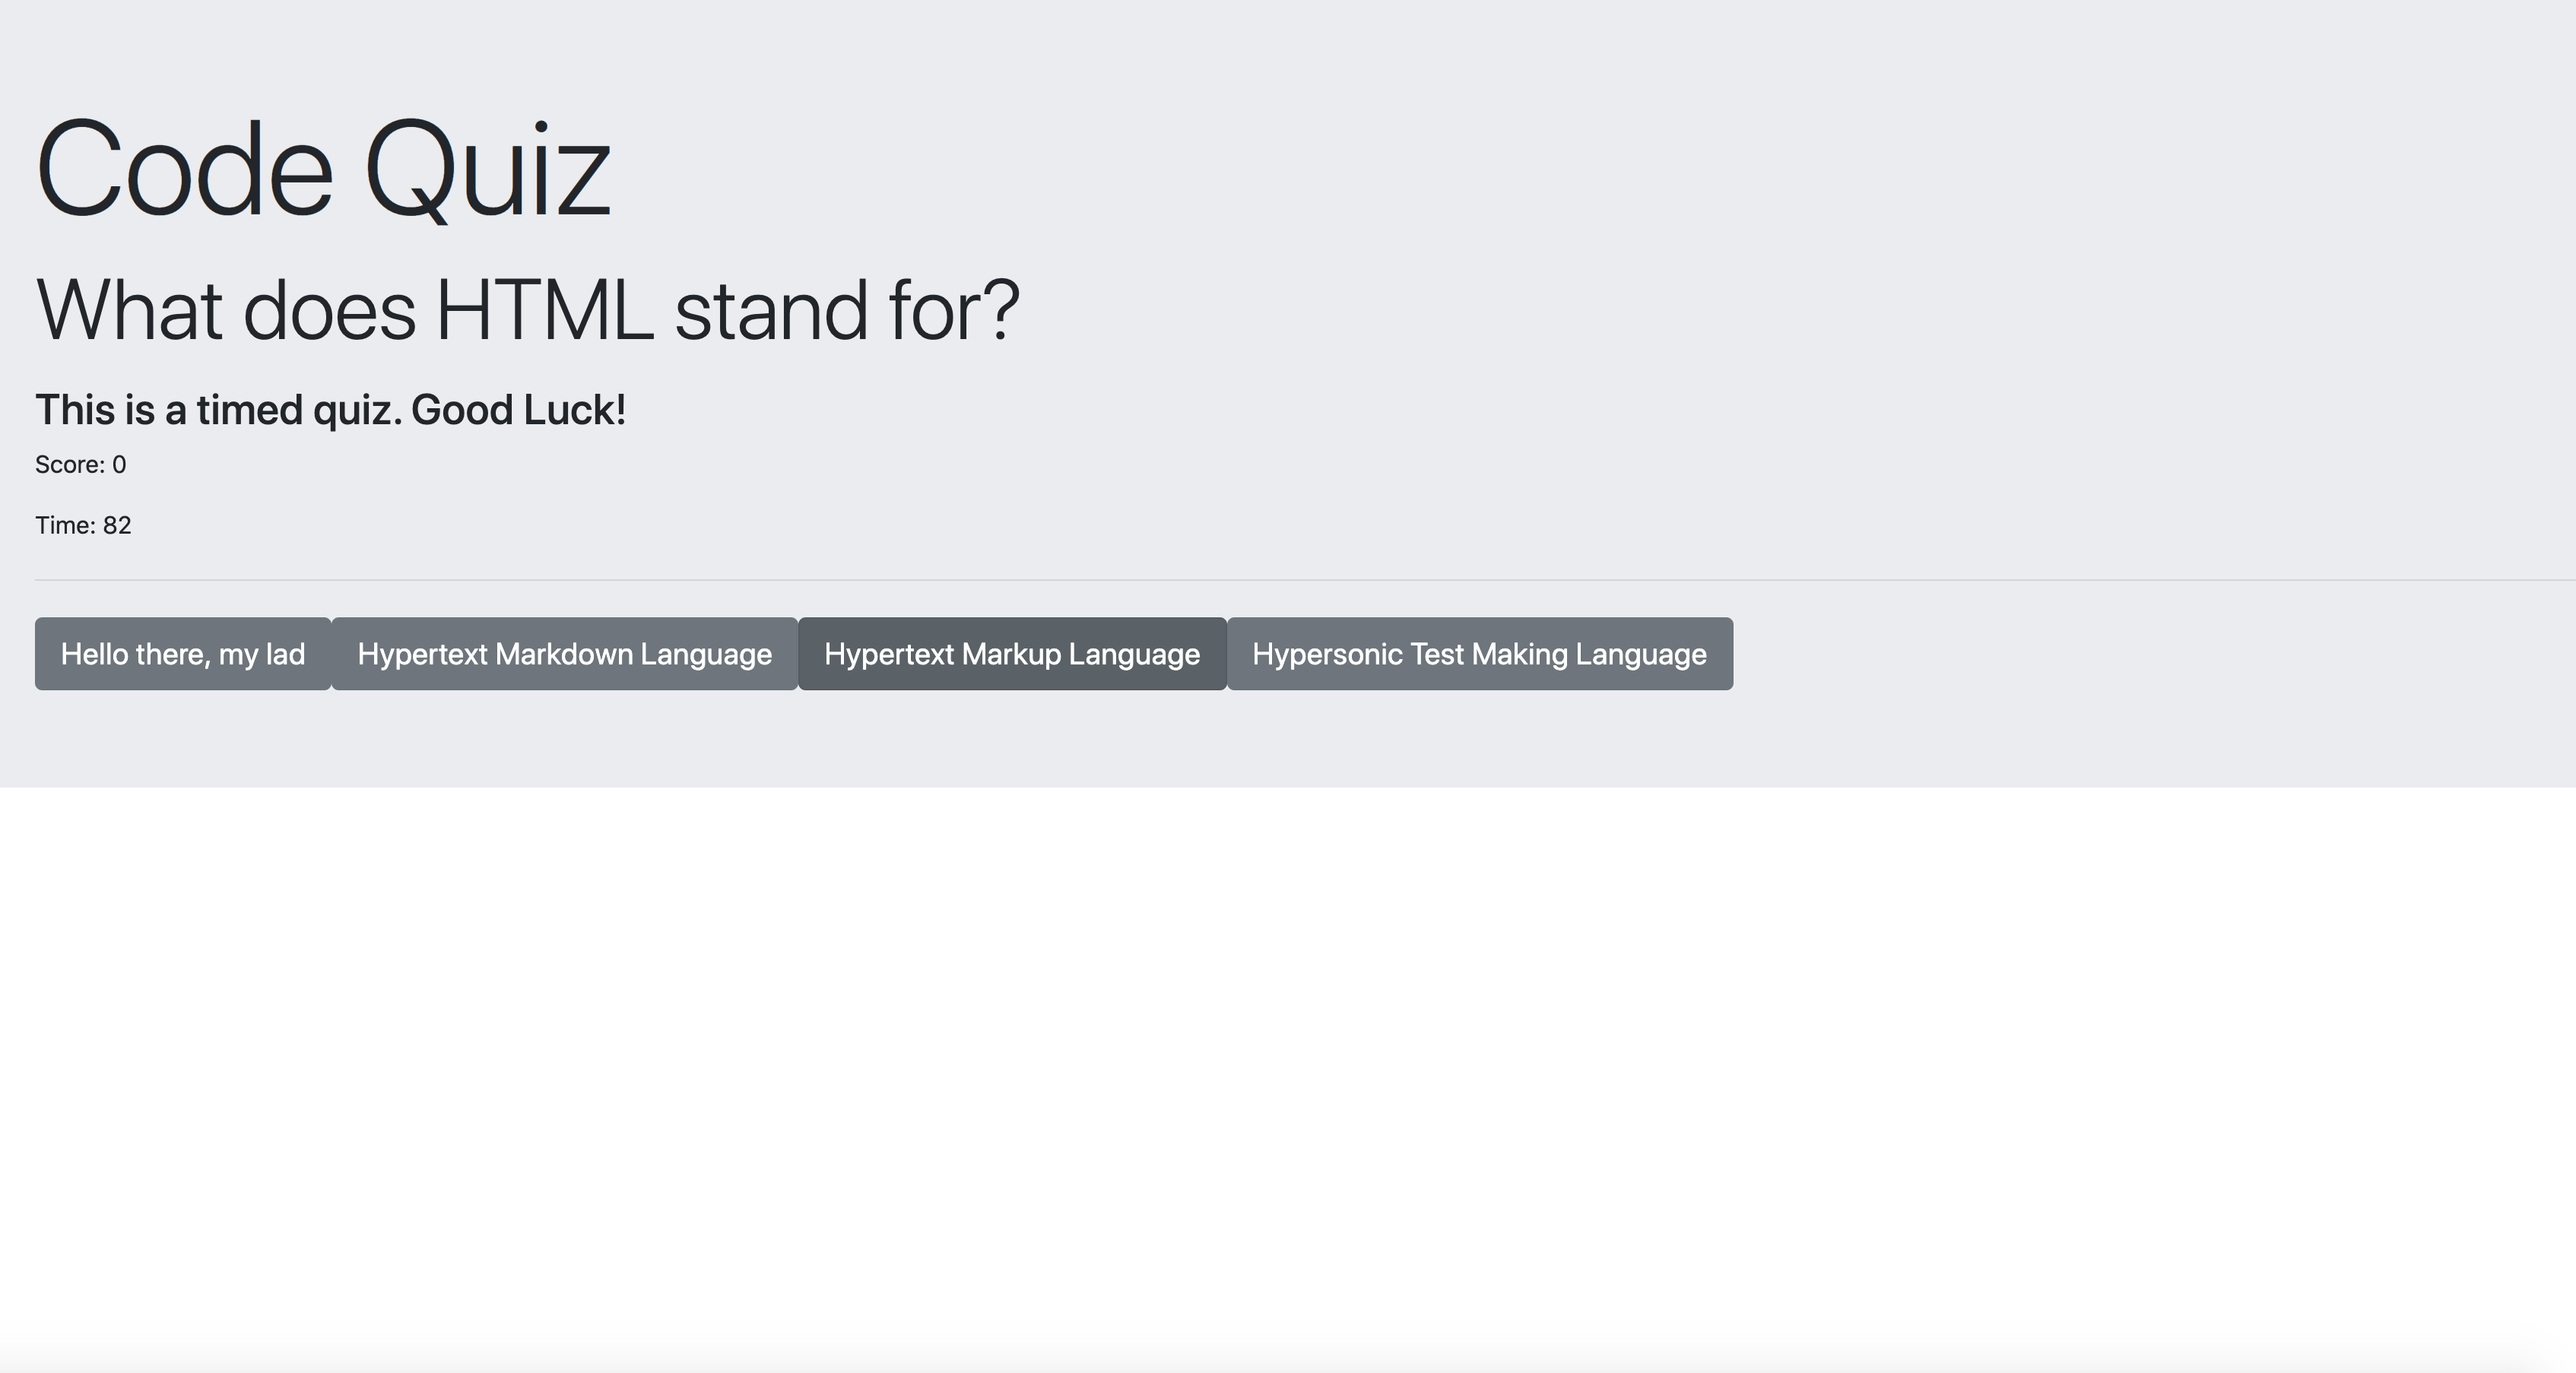 Code Quiz
What does HTML stand for?
This is a timed quiz. Good Luck!
Score: 0
Time: 82
Hello there, my lad Hypertext Markdown Language Hypertext Markup Language Hypersonic Test Making Language